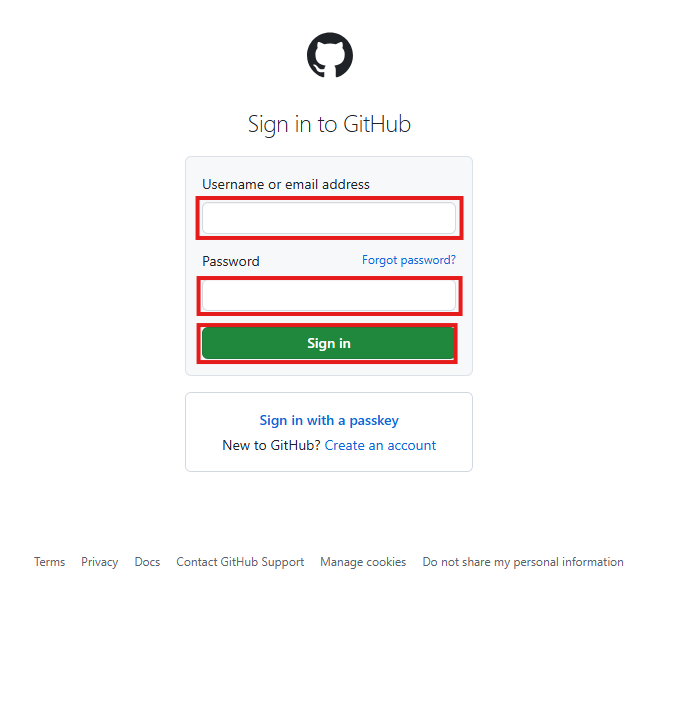 Sign in to GitHub
Username or email address
Password Forgot password?
Sign in
Sign in with a passkey
New to GitHub? Create an account
Terms Privacy Docs Contact GitHub Support Manage cookies Do not share my personal information